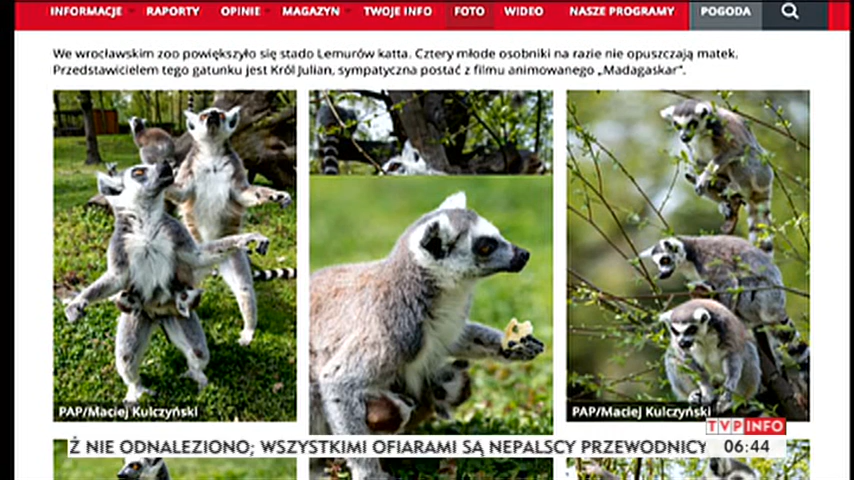 INFORMACJE RAPORTY OPINIE MAGAZYN TWOJE INFO FOTO WIDEO NASZE PROGRAMY POGODA
We wrocławskim zoo powiększyło się stado Lemurów katta. Cztery młode osobniki na razie nie opuszczają matek.
Przedstawicielem tego gatunku jest Król Julian, sympatyczna postać z filmu animowanego „Madagaskar”.
PAP/Maciej Kulczyński
PAP/Maciej Kulczyński
TVP INFO
Ż NIE ODNALEZIONO; WSZYSTKIMI OFIARAMI SĄ NEPALSCY PRZEWODNICY
06:44